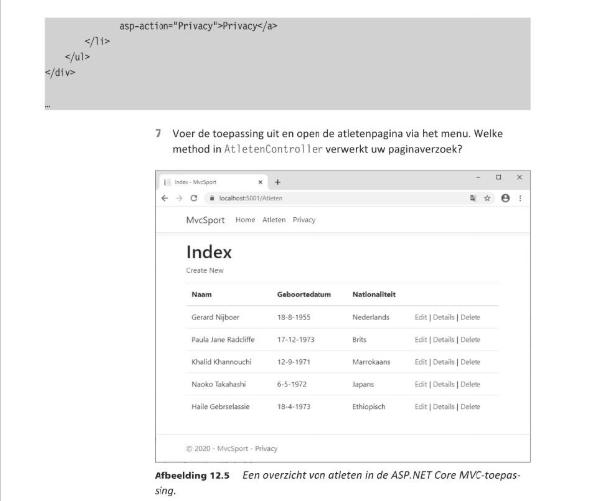 asp-action="Privacy">Privacy</a>
</li>
</ul>
</div>
…
7 Voer de toepassing uit en open de atletenpagina via het menu. Welke
method in AtletenController verwerkt uw paginaverzoek?
Index - MvcSport × +
localhost:5001/Atleten
MvcSport Home Atleten Privacy
Index
Create New
Naam Geboortedatum Nationaliteit
Gerard Nijboer 18-8-1955 Nederlands Edit | Details | Delete
Paula Jane Radcliffe 17-12-1973 Brits Edit | Details | Delete
Khalid Khannouchi 12-9-1971 Marrokaans Edit | Details | Delete
Naoko Takahashi 6-5-1972 Japans Edit | Details | Delete
Haile Gebrselassie 18-4-1973 Ethiopisch Edit | Details | Delete
© 2020 - MvcSport - Privacy
Afbeelding 12.5 Een overzicht van atleten in de ASP.NET Core MVC-toepas-
sing.